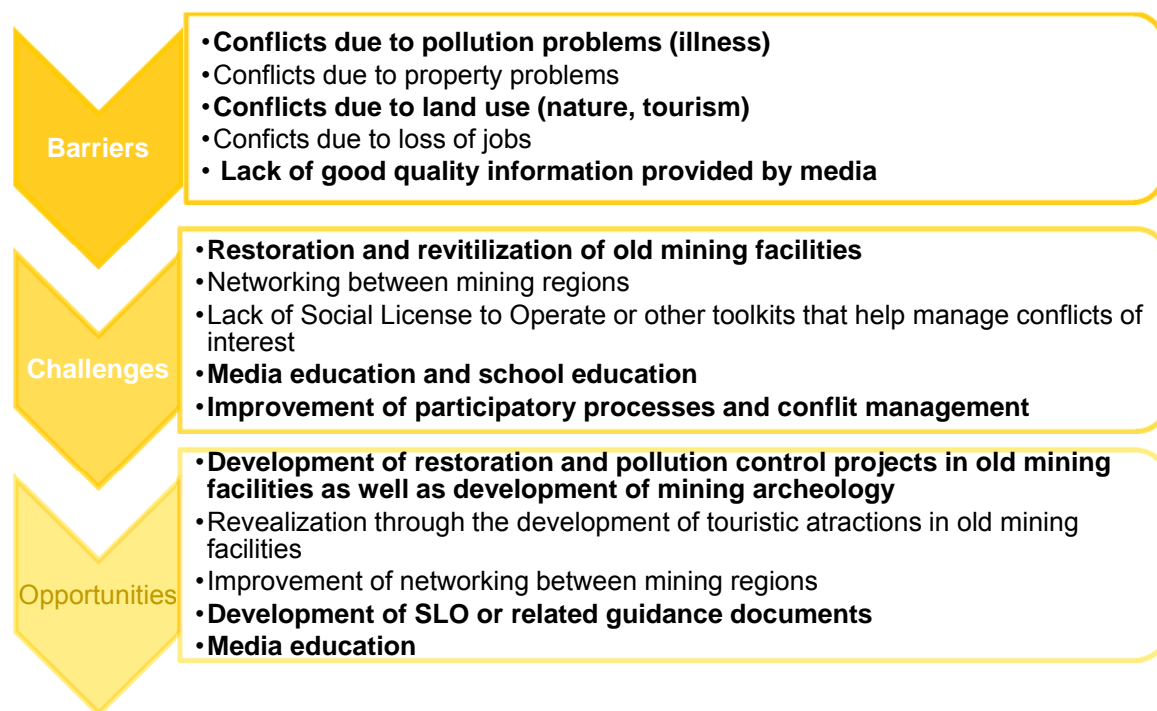 Barriers
•Conflicts due to pollution problems (illness)
•Conflicts due to property problems
•Conflicts due to land use (nature, tourism)
•Conficts due to loss of jobs
• Lack of good quality information provided by media
Challenges
•Restoration and revitilization of old mining facilities
•Networking between mining regions
•Lack of Social License to Operate or other toolkits that help manage conflicts of
interest
•Media education and school education
•Improvement of participatory processes and conflit management
Opportunities
•Development of restoration and pollution control projects in old mining
facilities as well as development of mining archeology
•Revealization through the development of touristic atractions in old mining
facilities
•Improvement of networking between mining regions
•Development of SLO or related guidance documents
•Media education